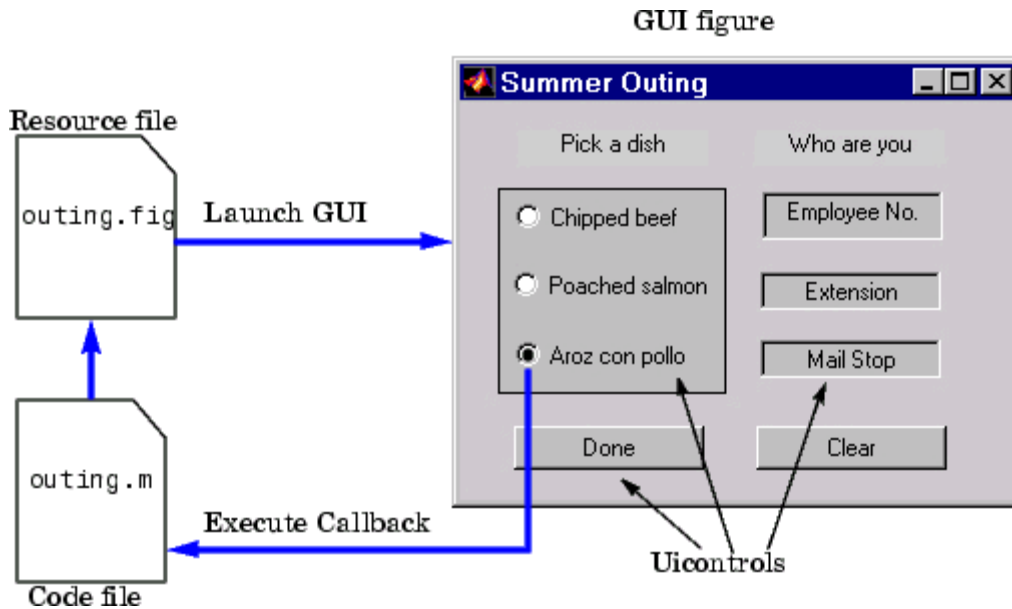 GUI figure
Summer Outing
Resource file
outing.fig
Launch GUI
Pick a dish
Who are you
Chipped beef
Poached salmon
Aroz con pollo
Employee No.
Extension
Mail Stop
Done
Clear
outing.m
Execute Callback
Uicontrols
Code file